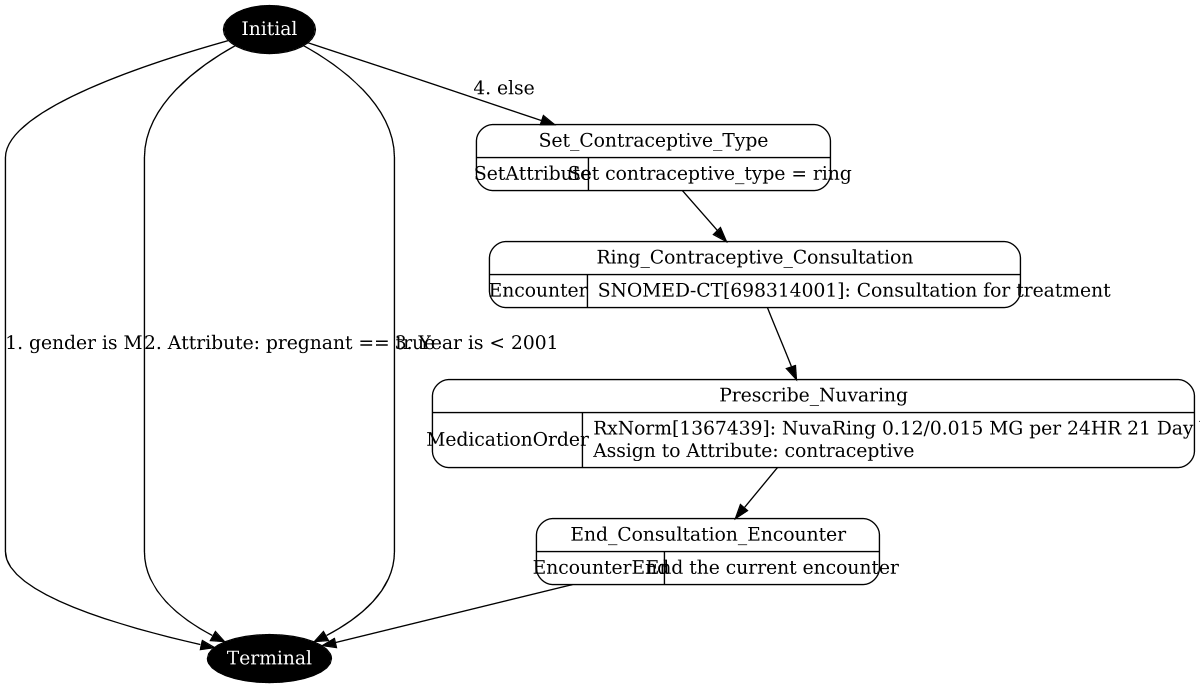 Initial
4. else
Set_Contraceptive_Type
SetAttribute
Set contraceptive_type = ring
Ring_Contraceptive_Consultation
Encounter
SNOMED-CT[698314001]: Consultation for treatment
1. gender is M
2. Attribute: pregnant == true
3. Year is < 2001
Prescribe_Nuvaring
MedicationOrder
RxNorm[1367439]: NuvaRing 0.12/0.015 MG per 24HR 21 Day
Assign to Attribute: contraceptive
End_Consultation_Encounter
EncounterEnd
End the current encounter
Terminal